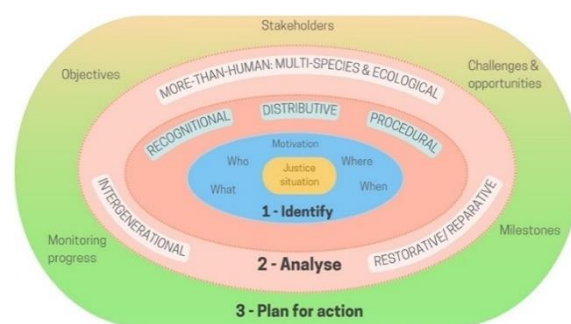 Stakeholders
Objectives
Challenges &
opportunities
MORE-THAN-HUMAN: MULTI-SPECIES & ECOLOGICAL
RECOGNITIONAL
DISTRIBUTIVE
PROCEDURAL
Motivation
Who
Where
Justice
situation
What
When
1 - Identify
INTERGENERATIONAL
RESTORATIVE/ REPARATIVE
Monitoring
progress
Milestones
2 - Analyse
3 - Plan for action